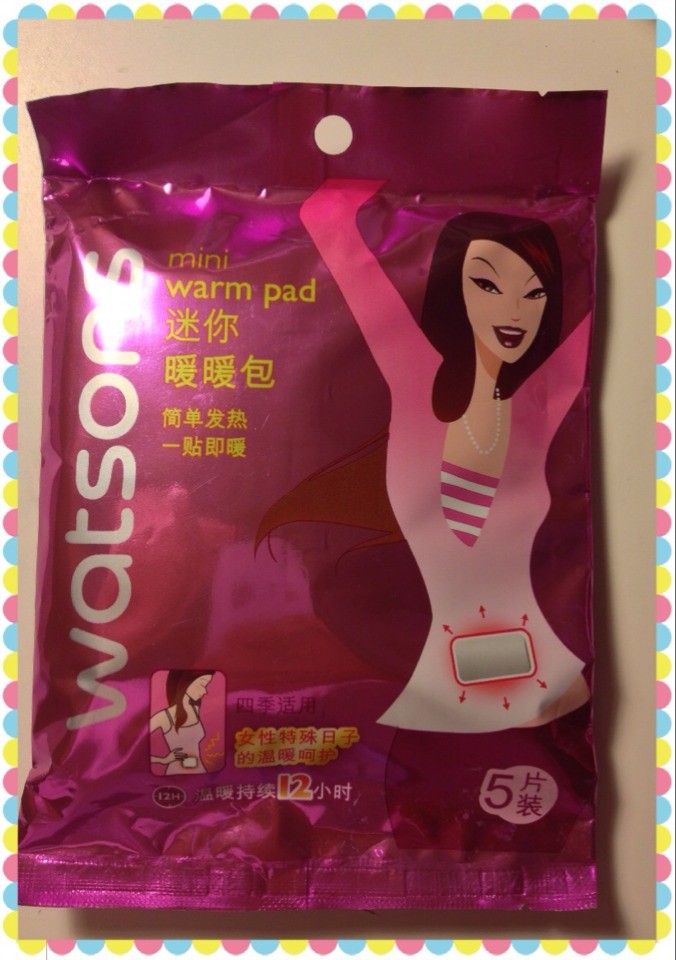 watsons
mini
warm pad
迷你
暖暖包
简单发热
一贴即暖
四季适用
女性特殊日子
的温暖呵护
12H 温暖持续12小时
5片装